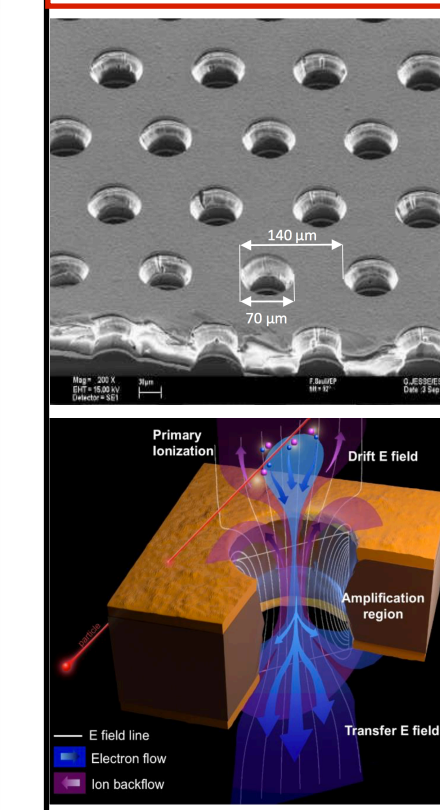 140 µm
70 µm
Mag = 200 X
EHT = 15.00 kV
Detector = SE1
30µm
Primary
Ionization
Drift E field
Amplification
region
particle
Transfer E field
E field line
Electron flow
Ion backflow